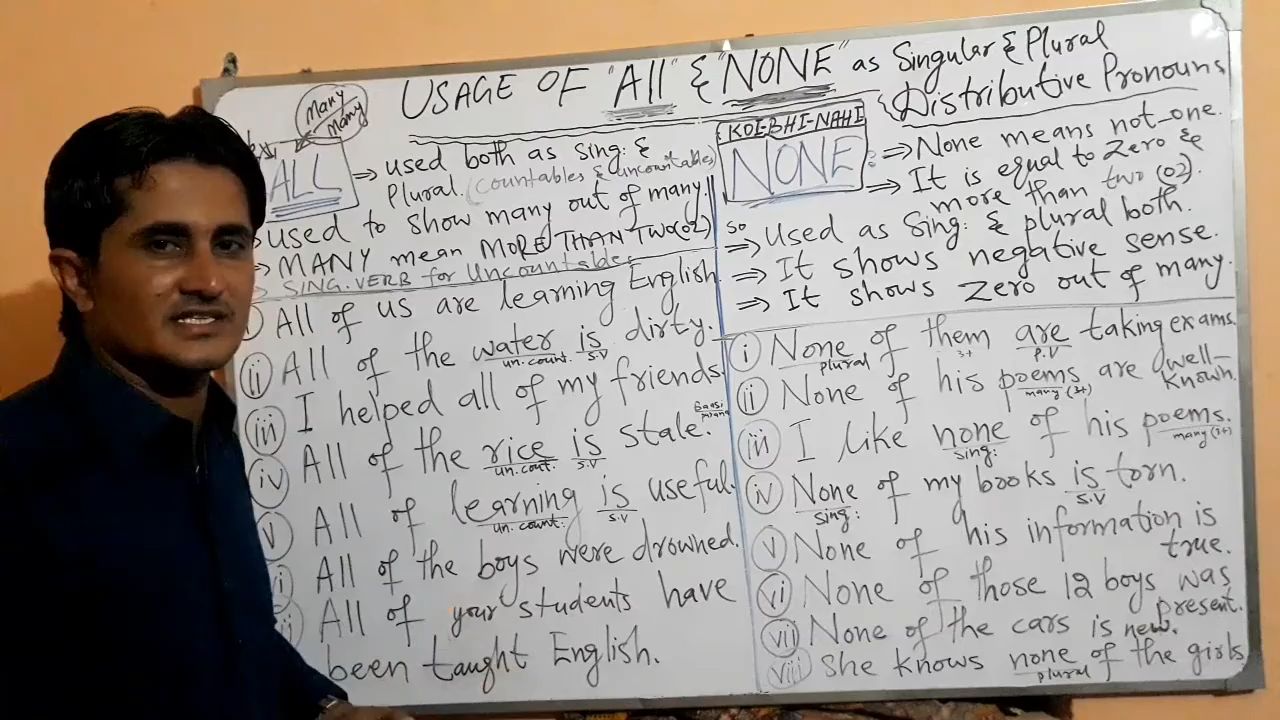 USAGE OF "All" & "NONE" as Singular & Plural
Distributive Pronouns
Many
Many
ALL
→ used both as sing: &
Plural. (Countables & uncountables)
used to show many out of many.
→ MANY mean MORE THAN TWO(02)
SING. VERB for Uncountables
All of us are learning English
(ii) All of the water is dirty.
un.count. s.v
(iii) I helped all of my friends.
(iv) All of the rice is stale.
un.count. s.v
(v) All of learning is useful.
un.count: s.v
All of the boys were drowned.
All of your students have
been taught English.
KOI-BHI-NAHI
NONE
⇒ None means not-one.
⇒ It is equal to Zero &
more than two (02).
so
⇒ Used as Sing: & plural both.
⇒ It shows negative sense.
⇒ It shows Zero out of many.
(i) None of them are taking exams.
plural 3+ P.V
(ii) None of his poems are well-
known.
many (3+)
(iii) I like none of his poems.
sing: many (3+)
(iv) None of my books is torn.
sing: S.V
(v) None of his information is
true.
(vi) None of those 12 boys was
present.
(vii) None of the cars is new.
(viii) She knows none of the girls
plural